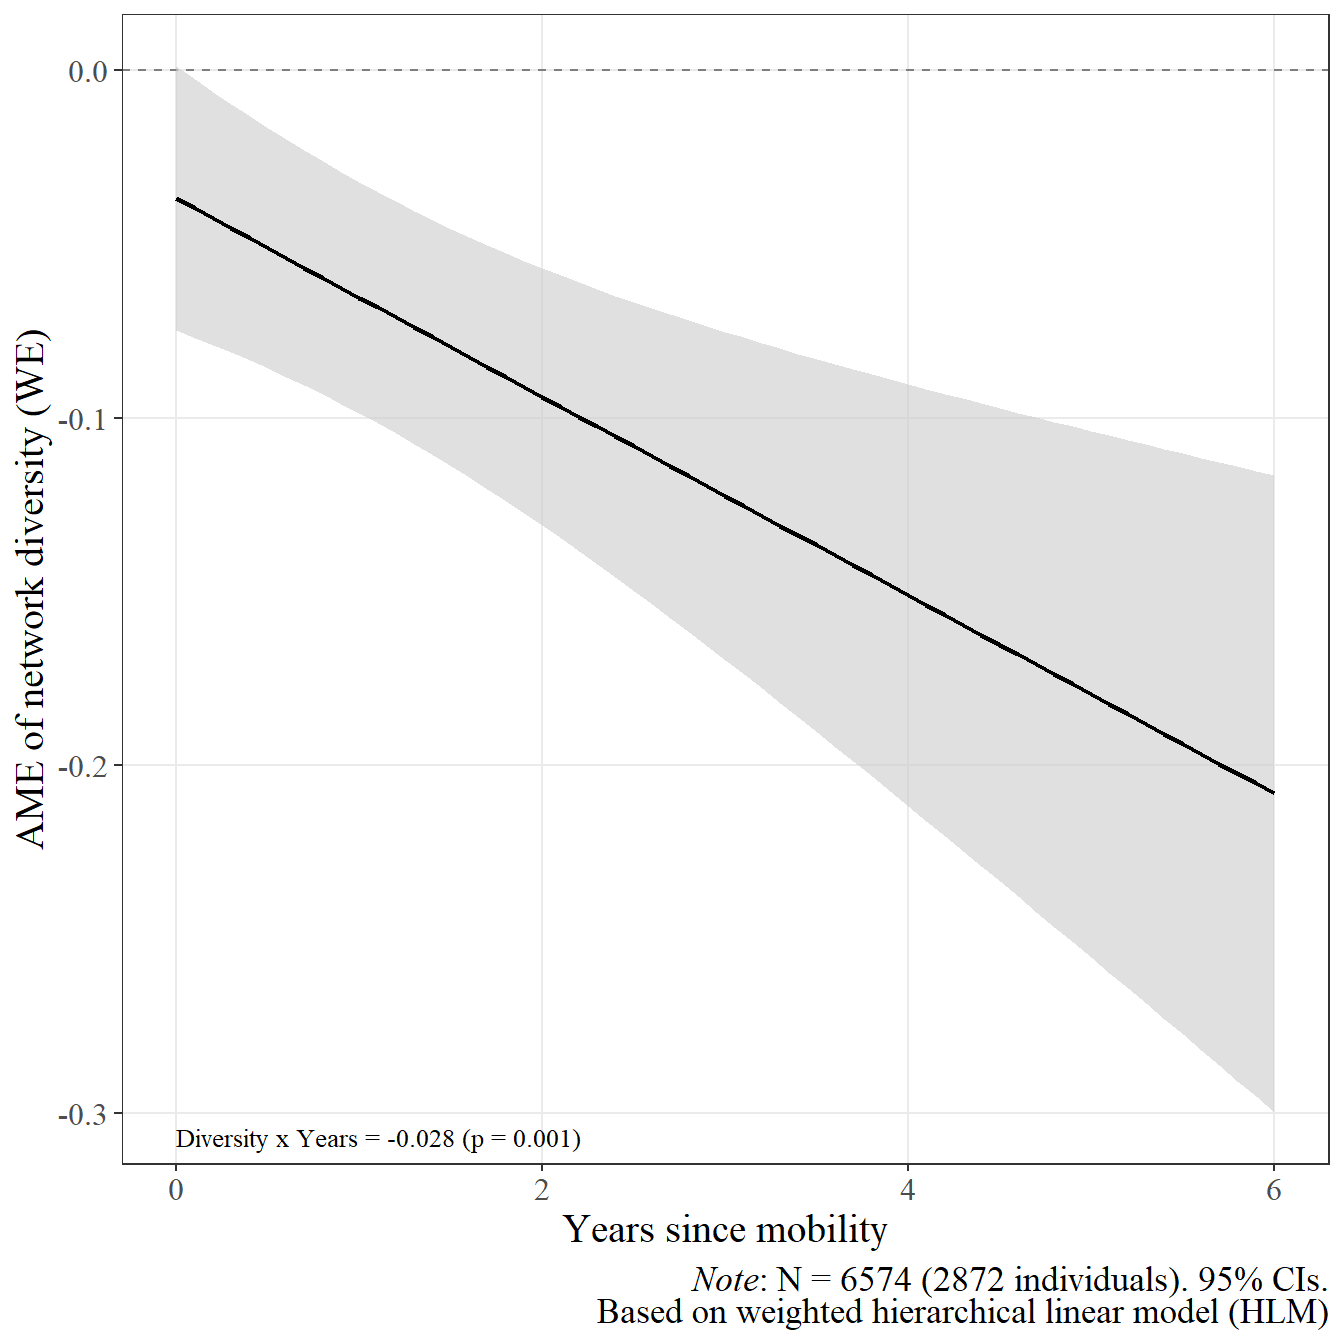 AME of network diversity (WE)
0.0
-0.1
-0.2
-0.3
Diversity x Years = -0.028 (p = 0.001)
0 2 4 6
Years since mobility
Note: N = 6574 (2872 individuals). 95% CIs.
Based on weighted hierarchical linear model (HLM)